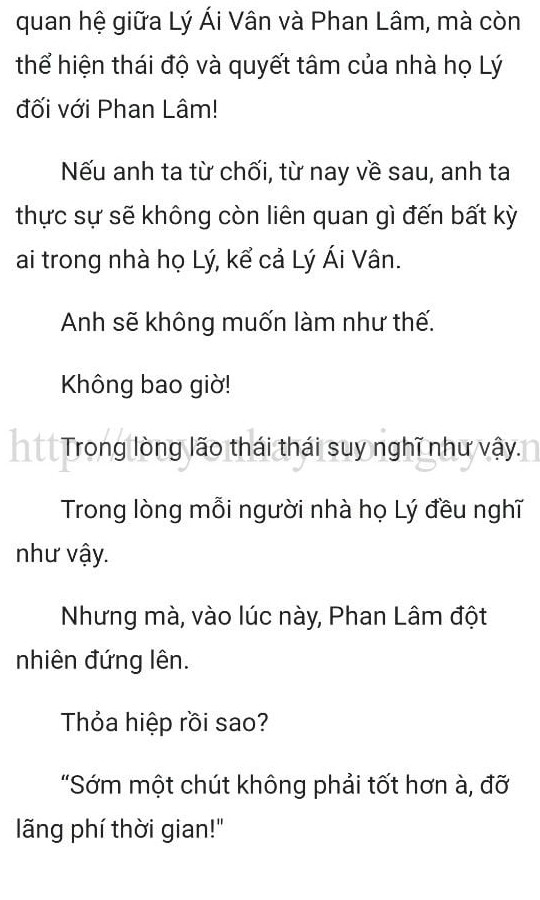 quan hệ giữa Lý Ái Vân và Phan Lâm, mà còn
thể hiện thái độ và quyết tâm của nhà họ Lý
đối với Phan Lâm!
Nếu anh ta từ chối, từ nay về sau, anh ta
thực sự sẽ không còn liên quan gì đến bất kỳ
ai trong nhà họ Lý, kể cả Lý Ái Vân.
Anh sẽ không muốn làm như thế.
Không bao giờ!
http://truyenhaymoingay.vn
Trong lòng lão thái thái suy nghĩ như vậy.
Trong lòng mỗi người nhà họ Lý đều nghĩ
như vậy.
Nhưng mà, vào lúc này, Phan Lâm đột
nhiên đứng lên.
Thỏa hiệp rồi sao?
“Sớm một chút không phải tốt hơn à, đỡ
lãng phí thời gian!"